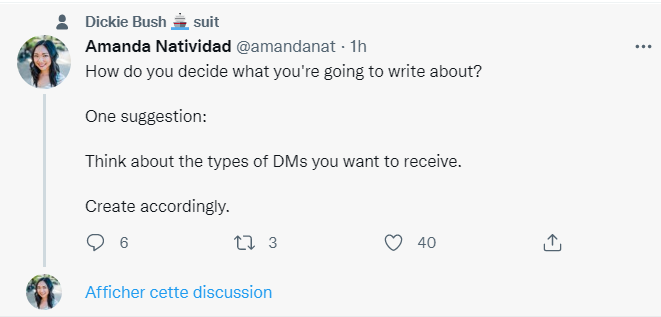 Dickie Bush 🚢 suit
Amanda Natividad @amandanat · 1h
How do you decide what you're going to write about?
One suggestion:
Think about the types of DMs you want to receive.
Create accordingly.
6 3 40
Afficher cette discussion